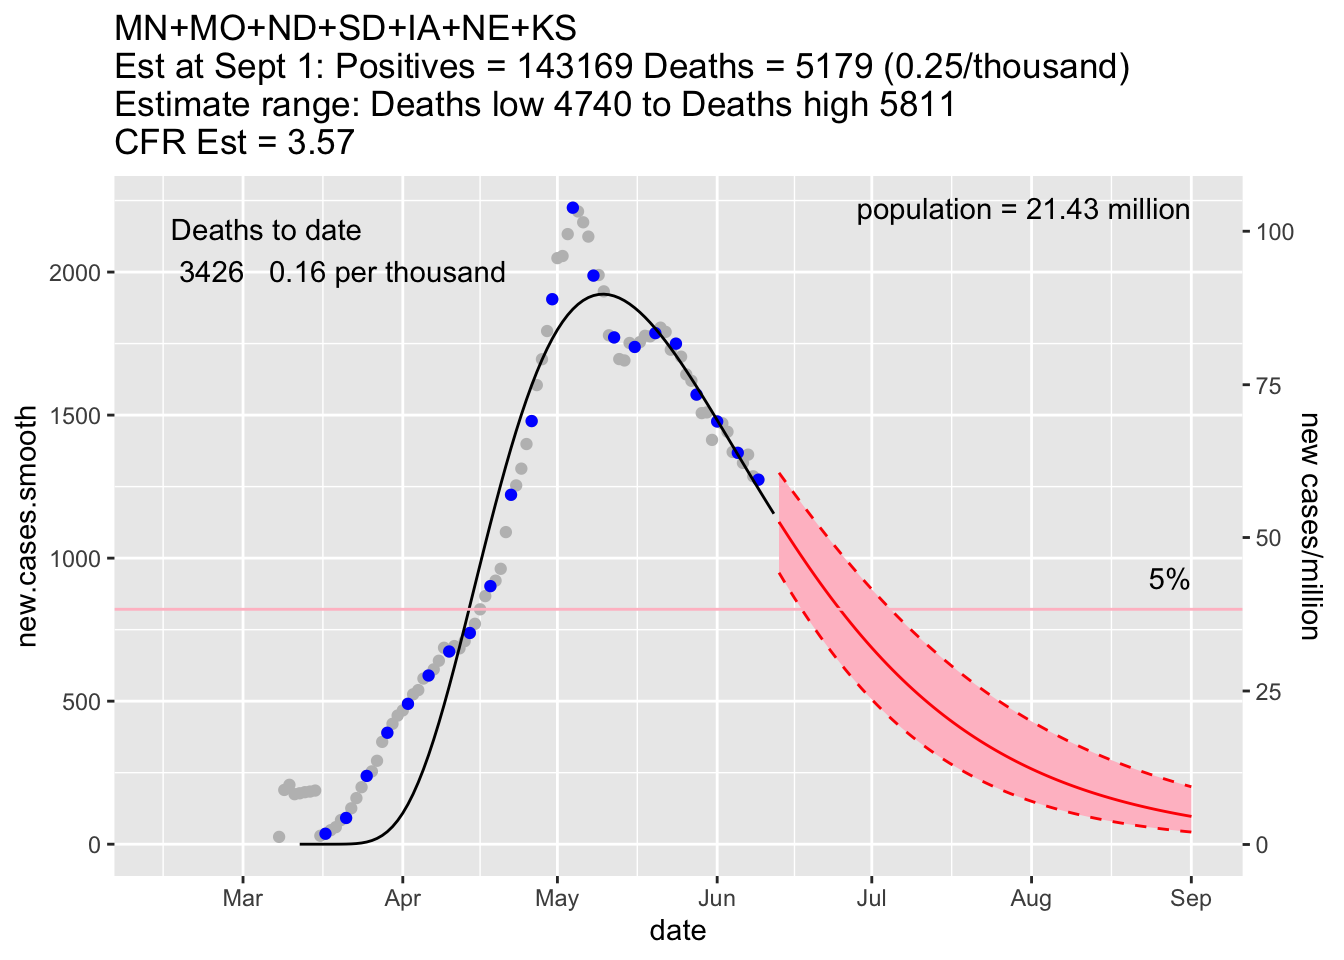 MN+MO+ND+SD+IA+NE+KS
Est at Sept 1: Positives = 143169 Deaths = 5179 (0.25/thousand)
Estimate range: Deaths low 4740 to Deaths high 5811
CFR Est = 3.57
Deaths to date
3426 0.16 per thousand
population = 21.43 million
5%
new.cases.smooth
2000
1500
1000
500
0
100
75
50
25
0
new cases/million
Mar Apr May Jun Jul Aug Sep
date